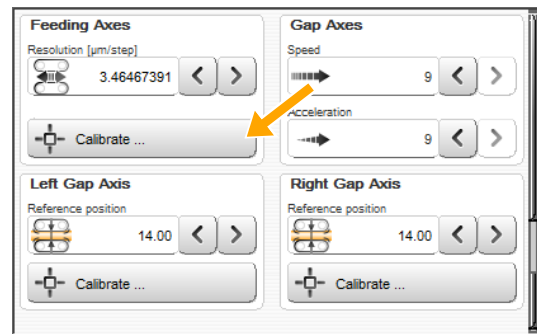 Feeding Axes
Resolution [µm/step]
3.46467391
Calibrate ...
Gap Axes
Speed
9
Acceleration
9
Left Gap Axis
Reference position
14.00
Calibrate ...
Right Gap Axis
Reference position
14.00
Calibrate ...